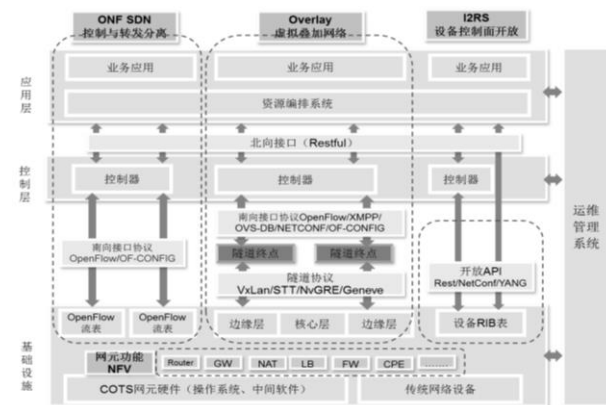 ONF SDN
控制与转发分离
Overlay
虚拟叠加网络
I2RS
设备控制面开放
应用层
业务应用
业务应用
业务应用
资源编排系统
北向接口（Restful）
控制层
控制器
控制器
控制器
运维管理系统
南向接口协议
OpenFlow/OF-CONFIG
南向接口协议OpenFlow/XMPP/
OVS-DB/NETCONF/OF-CONFIG
隧道终点
隧道终点
隧道协议
VxLan/STT/NvGRE/Geneve
开放API
Rest/NetConf/YANG
OpenFlow
流表
OpenFlow
流表
边缘层
核心层
边缘层
设备RIB表
基础设施
网元功能
NFV
Router
GW
NAT
LB
FW
CPE
.......
COTS网元硬件（操作系统、中间软件）
传统网络设备